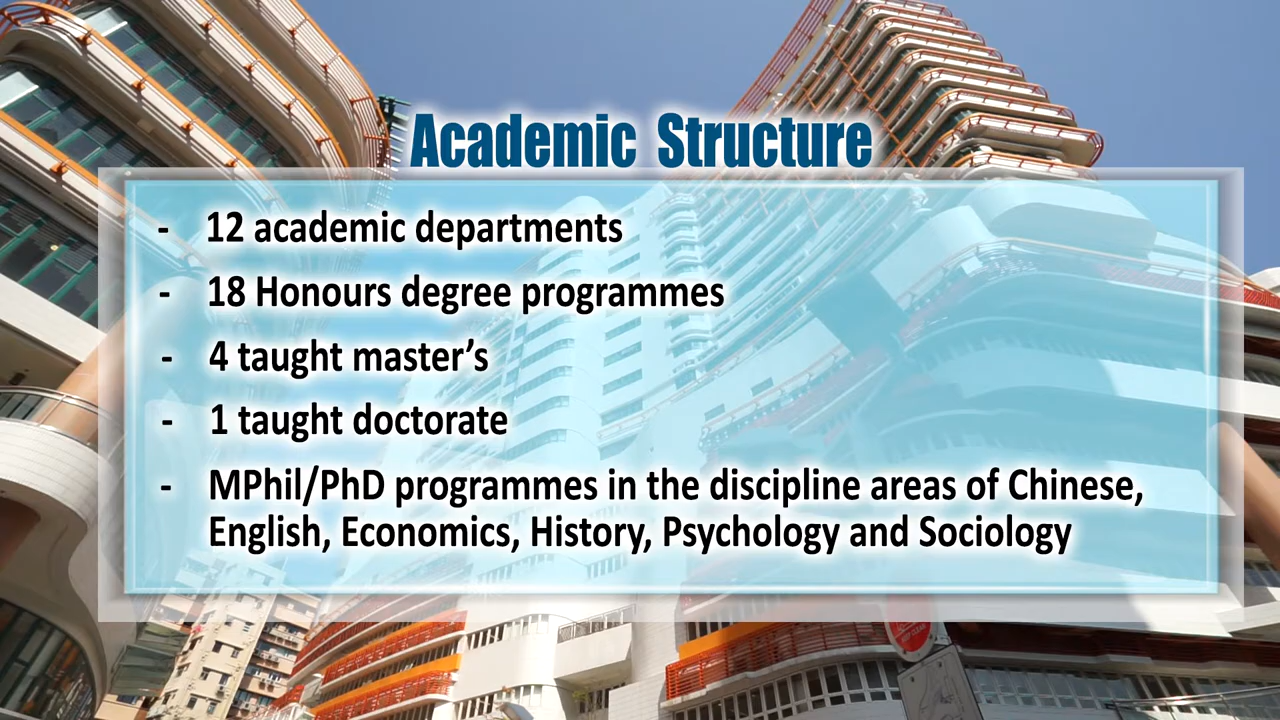 Academic Structure
- 12 academic departments
- 18 Honours degree programmes
- 4 taught master’s
- 1 taught doctorate
- MPhil/PhD programmes in the discipline areas of Chinese,
English, Economics, History, Psychology and Sociology